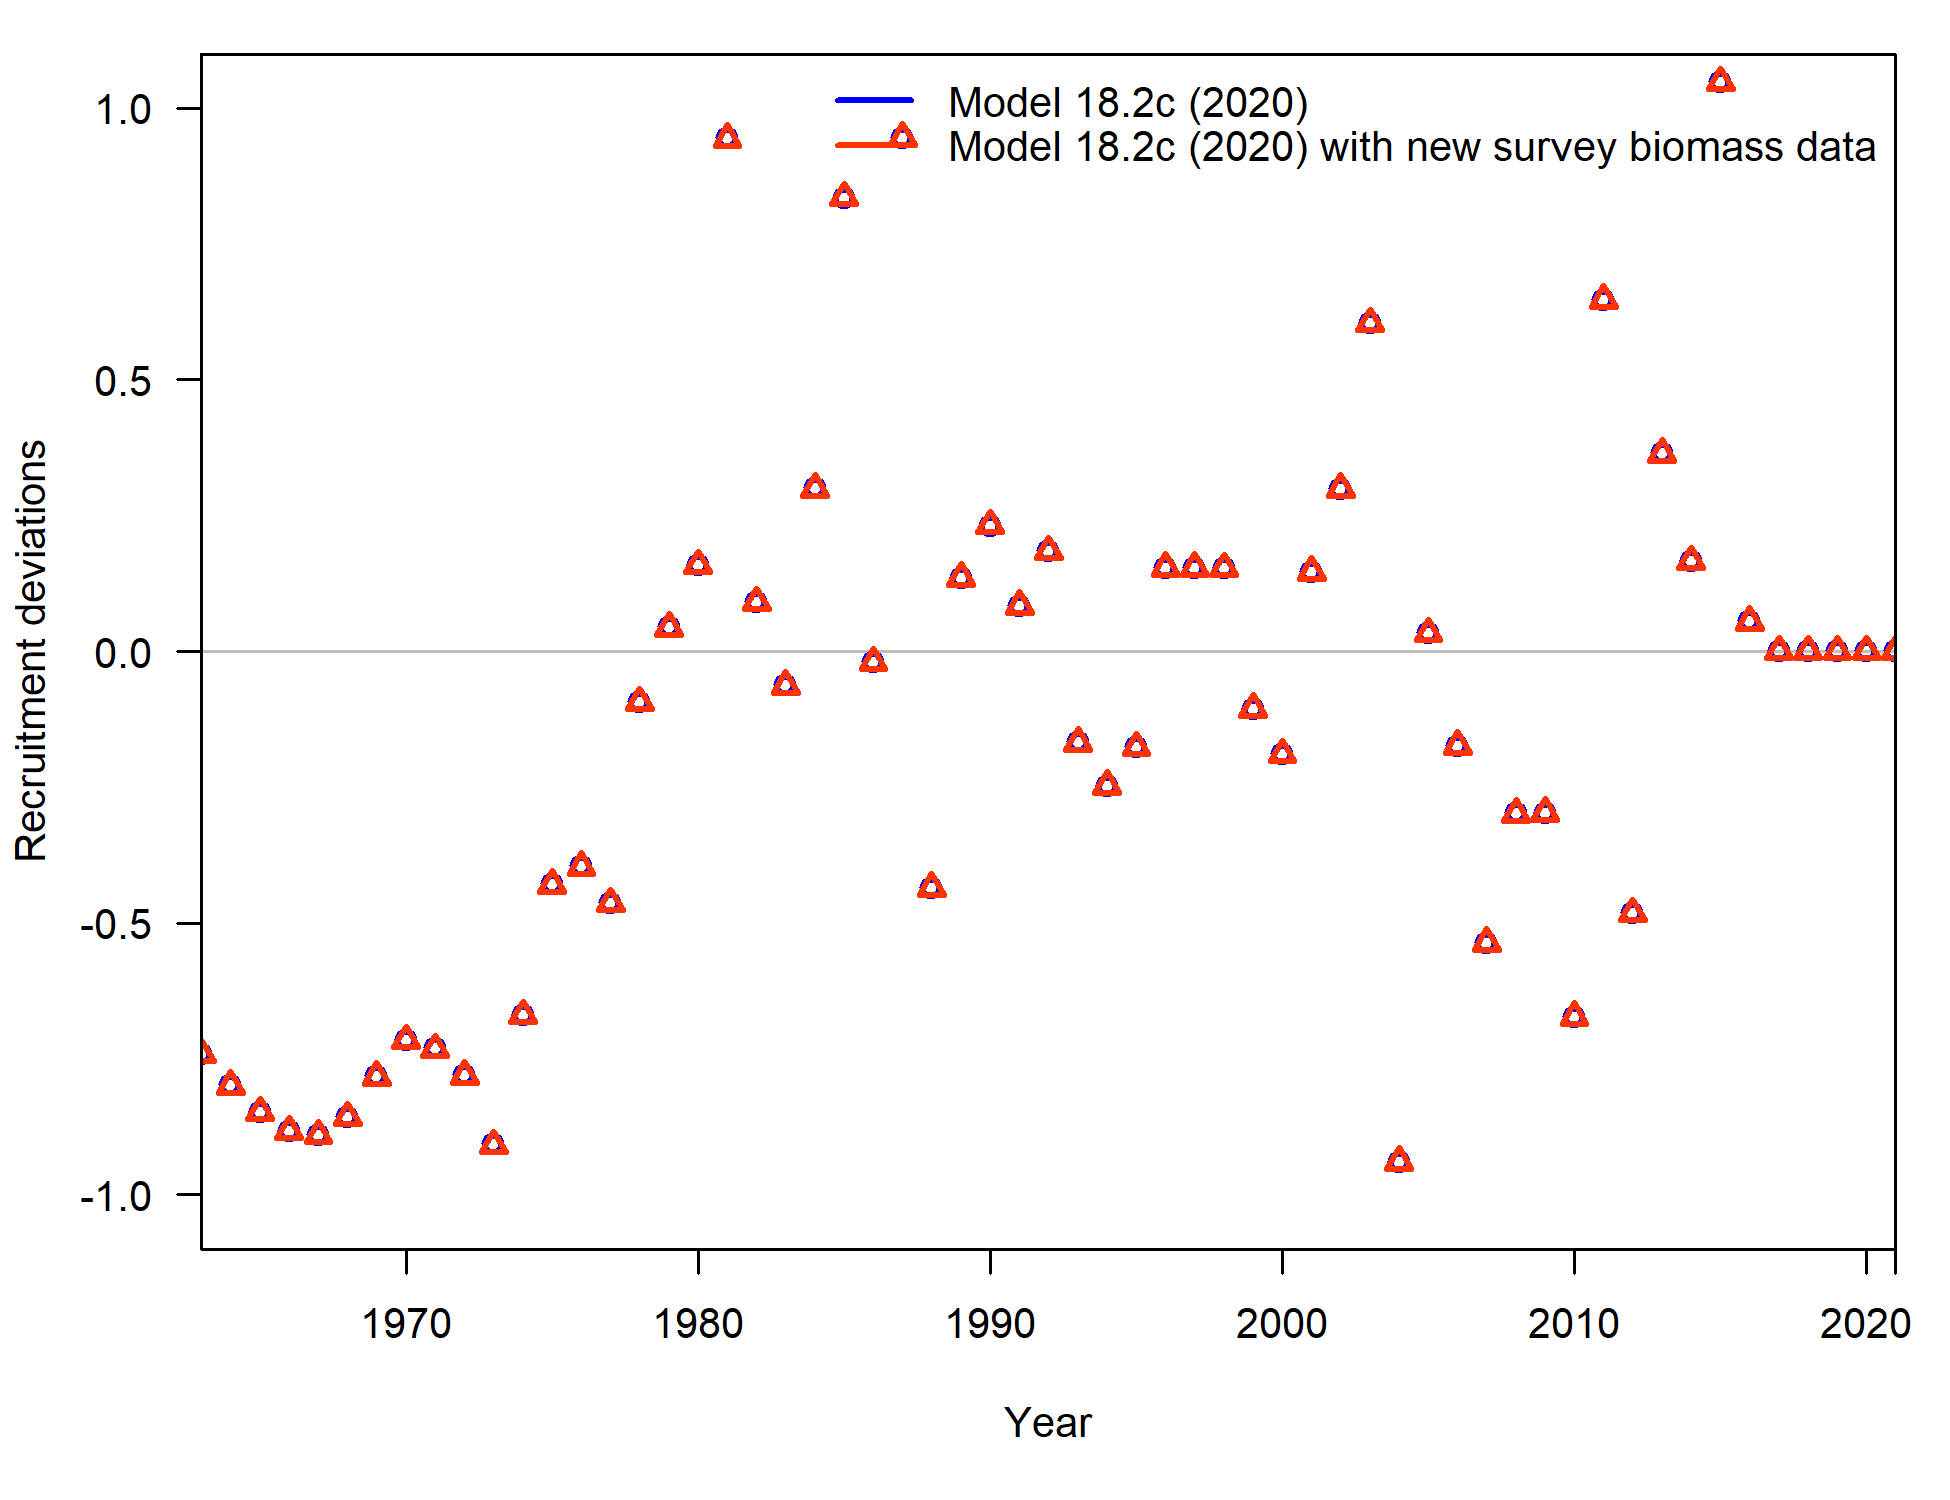 Model 18.2c (2020)
Model 18.2c (2020) with new survey biomass data
1.0
0.5
0.0
-0.5
-1.0
Recruitment deviations
1970 1980 1990 2000 2010 2020
Year